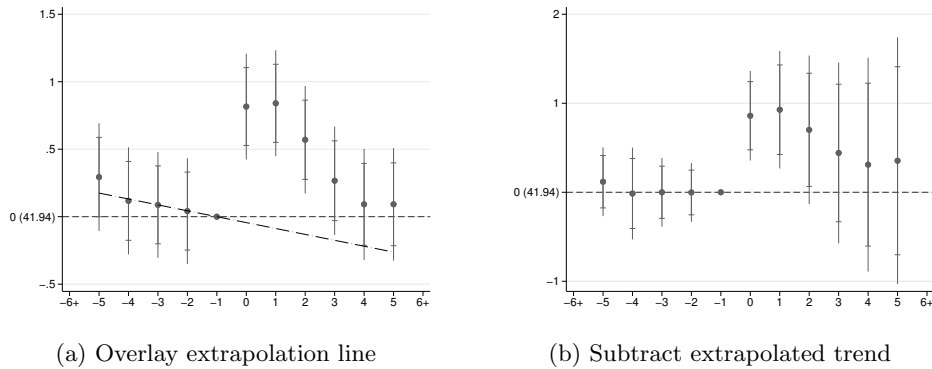 1.5
1
.5
0 (41.94)
−.5
−6+ −5 −4 −3 −2 −1 0 1 2 3 4 5 6+
(a) Overlay extrapolation line
2
1
0 (41.94)
−1
−6+ −5 −4 −3 −2 −1 0 1 2 3 4 5 6+
(b) Subtract extrapolated trend